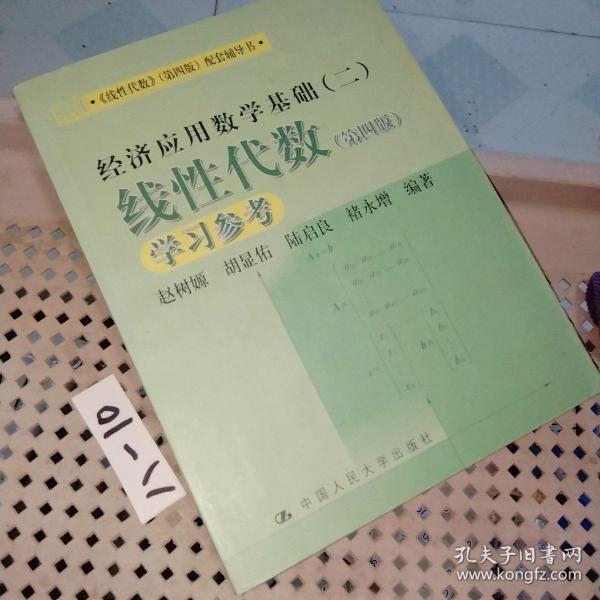 ·《线性代数》(第四版)配套辅导书·
经济应用数学基础(二)
线性代数(第四版)
学习参考
赵树嫄 胡显佑 陆启良 褚永增 编著
Ax=b
A=
x=
b=
中国人民大学出版社
孔夫子旧书网
www.kongfz.com